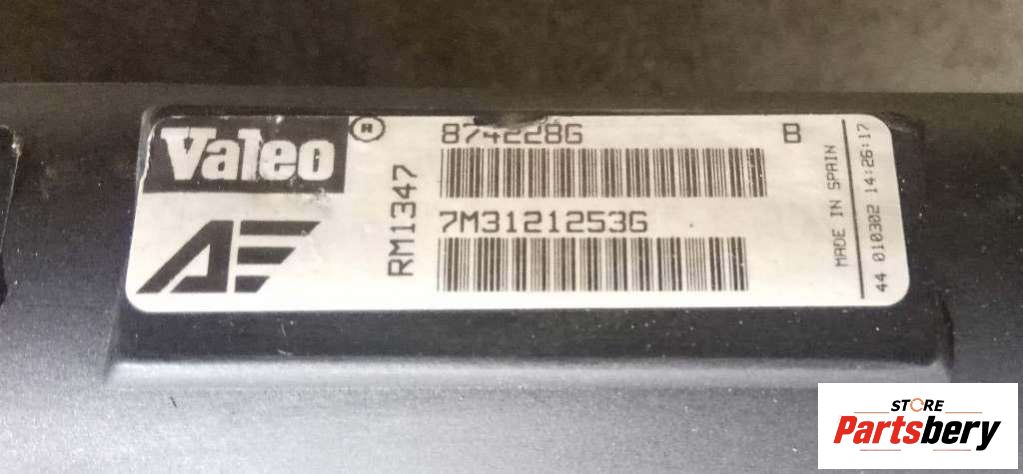 Valeo
®
874228G B
RM1347
7M3121253G
MADE IN SPAIN
44 010302 14:26:17
STORE
Partsbery